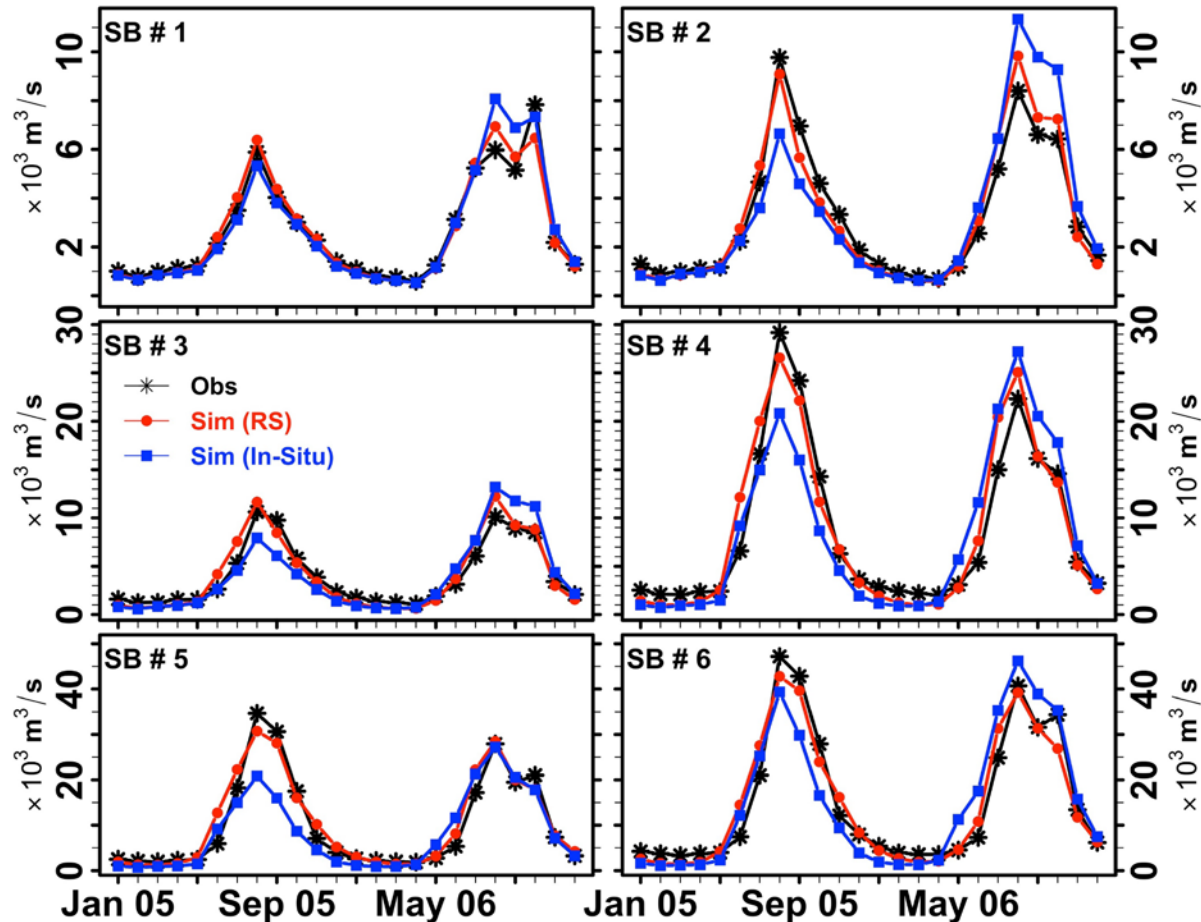 SB # 1
SB # 2
× 10³ m³/s
10
6
2
× 10³ m³/s
10
6
2
SB # 3
SB # 4
Obs
Sim (RS)
Sim (In-Situ)
× 10³ m³/s
30
20
10
0
× 10³ m³/s
30
20
10
0
SB # 5
SB # 6
× 10³ m³/s
40
20
0
× 10³ m³/s
40
20
0
Jan 05 Sep 05 May 06
Jan 05 Sep 05 May 06